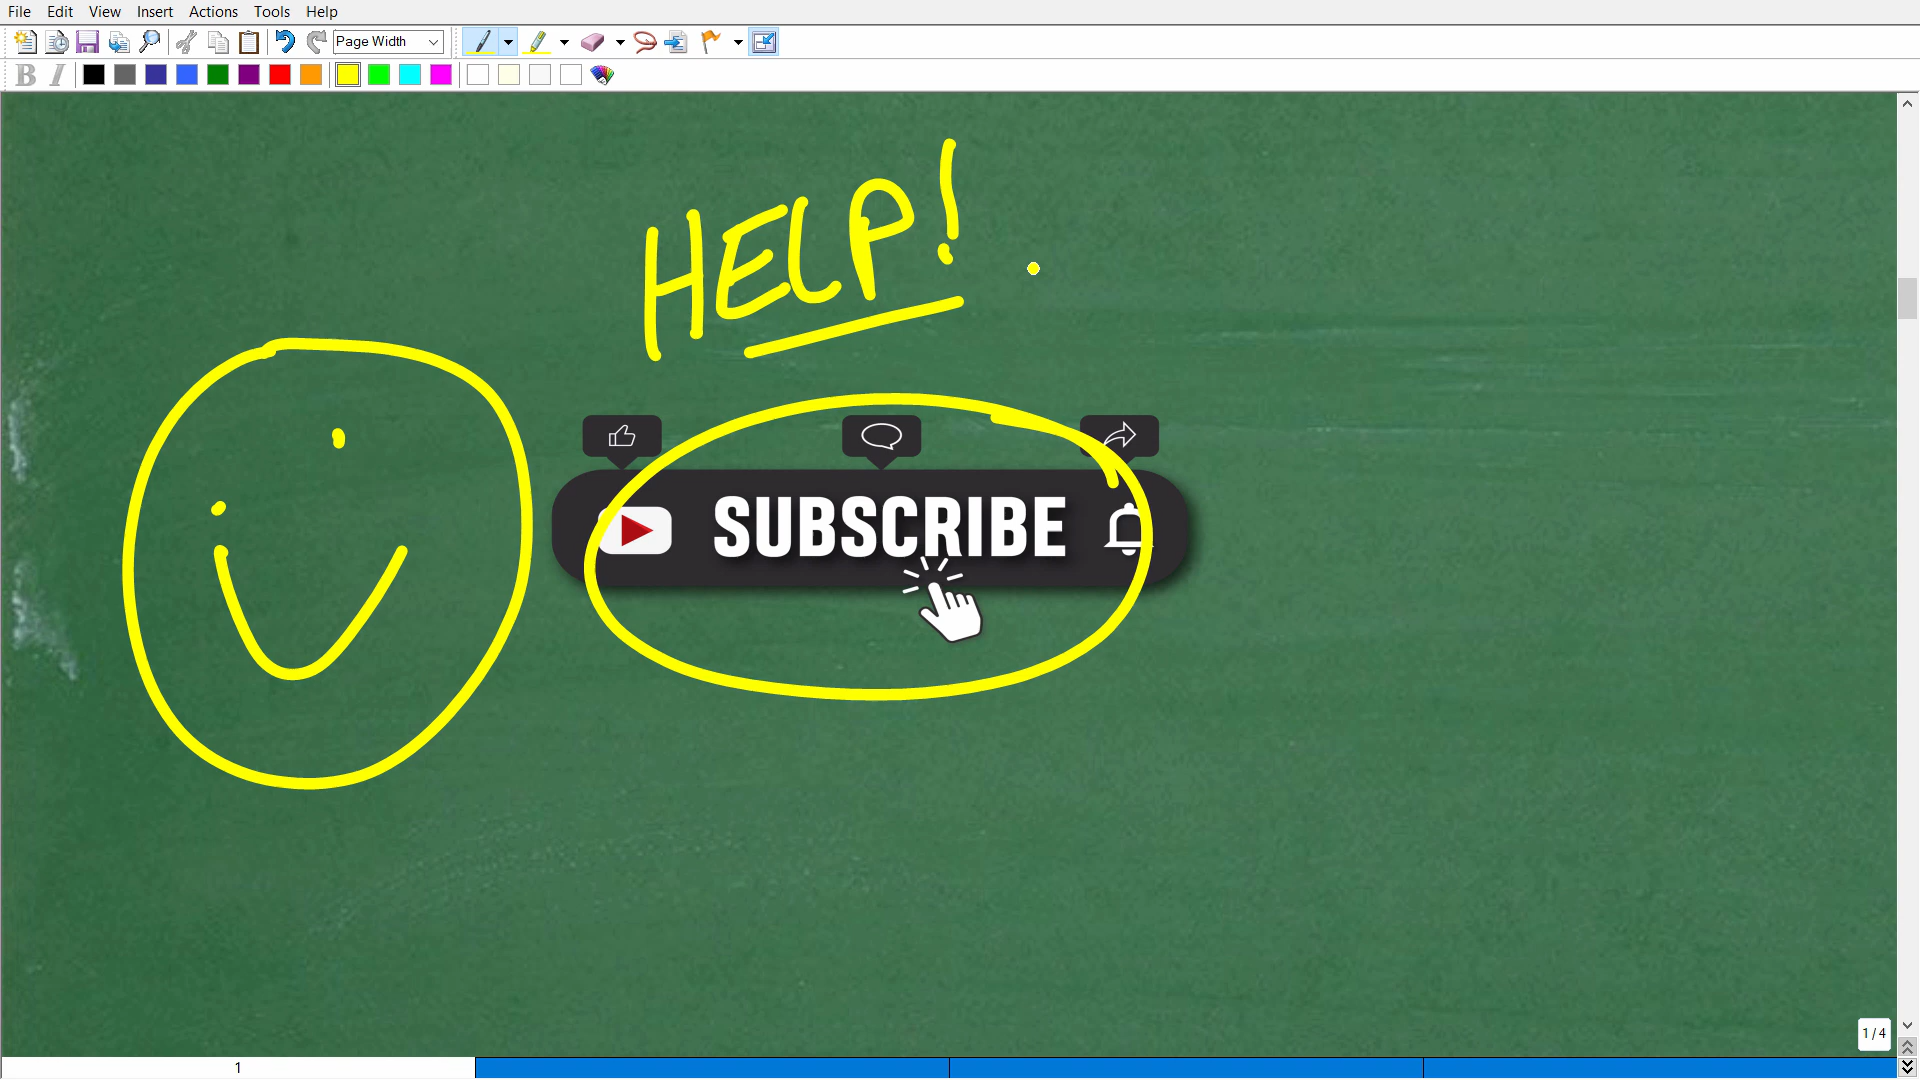 File Edit View Insert Actions Tools Help
Page Width
B I
HELP!
SUBSCRIBE
1 / 4
1